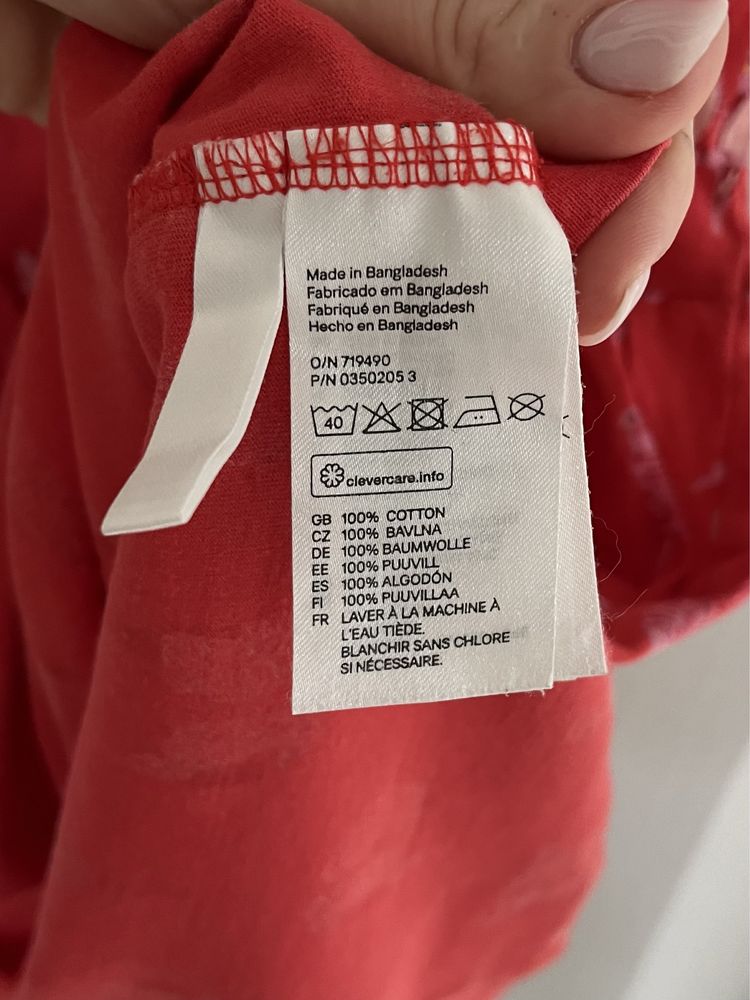 Made in Bangladesh
Fabricado em Bangladesh
Fabriqué en Bangladesh
Hecho en Bangladesh
O/N 719490
P/N 0350205 3
40
clevercare.info
GB 100% COTTON
CZ 100% BAVLNA
DE 100% BAUMWOLLE
EE 100% PUUVILL
ES 100% ALGODÓN
FI 100% PUUVILLAA
FR LAVER À LA MACHINE À
L'EAU TIÈDE.
BLANCHIR SANS CHLORE
SI NÉCESSAIRE.